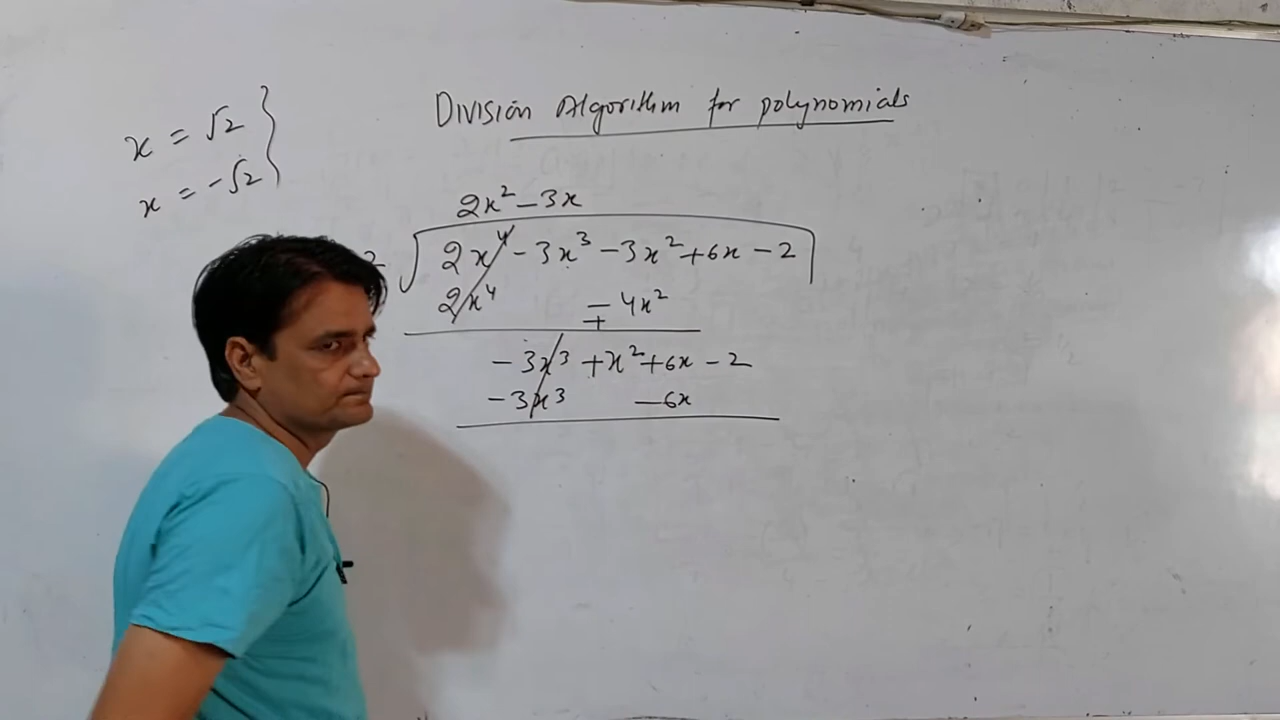 Division Algorithm for polynomials
x = √2 }
x = -√2
2x² - 3x
2 ) 2x⁴ - 3x³ - 3x² + 6x - 2
2x⁴ - 4x²
+
-3x³ + x² + 6x - 2
-3x³ - 6x